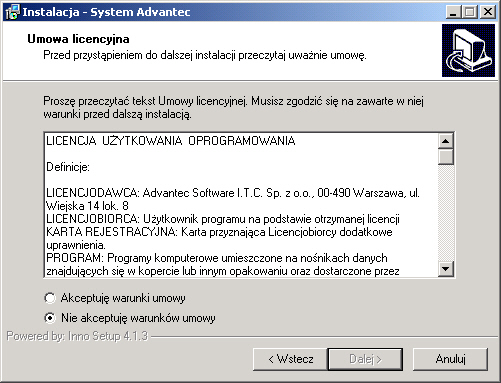 Instalacja - System Advantec
Umowa licencyjna
Przed przystąpieniem do dalszej instalacji przeczytaj uważnie umowę.
Proszę przeczytać tekst Umowy licencyjnej. Musisz zgodzić się na zawarte w niej
warunki przed dalszą instalacją.
LICENCJA UŻYTKOWANIA OPROGRAMOWANIA
Definicje:
LICENCJODAWCA: Advantec Software I.T.C. Sp. z o.o., 00-490 Warszawa, ul.
Wiejska 14 lok. 8
LICENCJOBIORCA: Użytkownik programu na podstawie otrzymanej licencji
KARTA REJESTRACYJNA: Karta przyznająca Licencjobiorcy dodatkowe
uprawnienia.
PROGRAM: Programy komputerowe umieszczone na nośnikach danych
znajdujących się w kopercie lub innym opakowaniu oraz dostarczone przez
Akceptuję warunki umowy
Nie akceptuję warunków umowy
Powered by: Inno Setup 4.1.3
< Wstecz
Dalej >
Anuluj